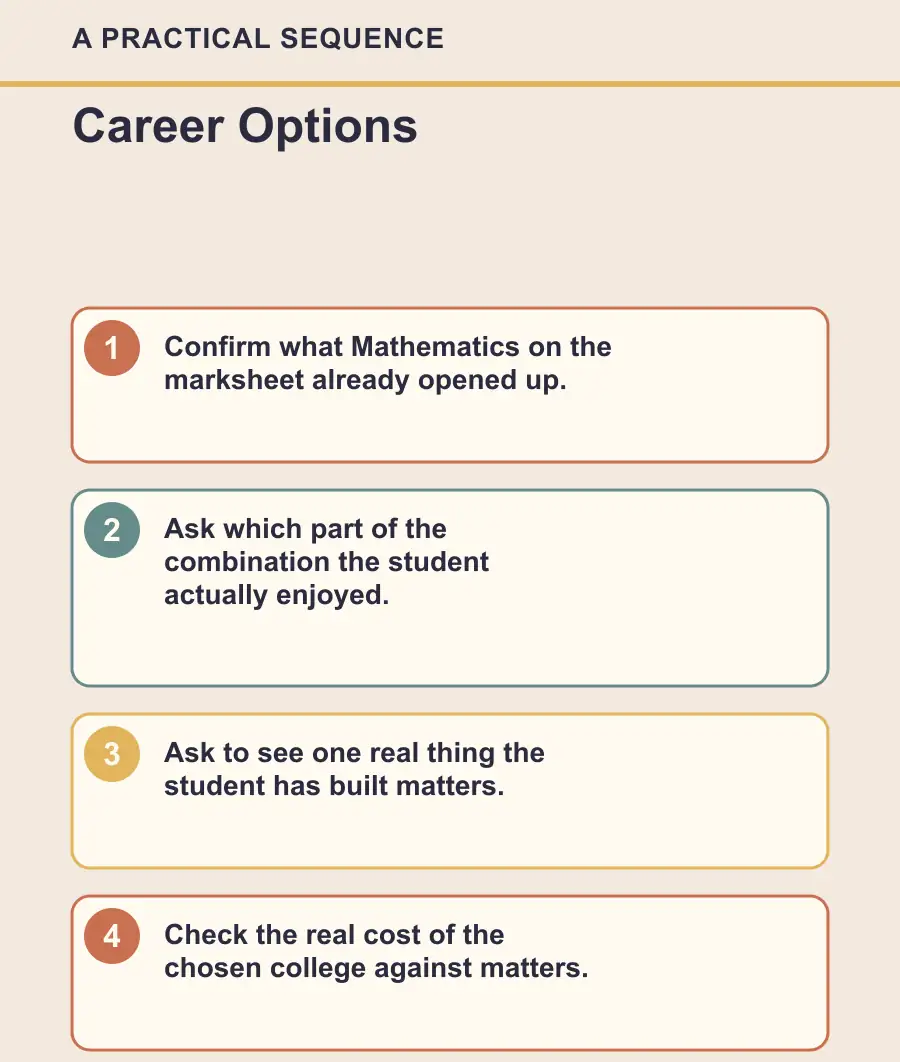 A PRACTICAL SEQUENCE
Career Options
1
Confirm what Mathematics on the
marksheet already opened up.
2
Ask which part of the
combination the student
actually enjoyed.
3
Ask to see one real thing the
student has built matters.
4
Check the real cost of the
chosen college against matters.